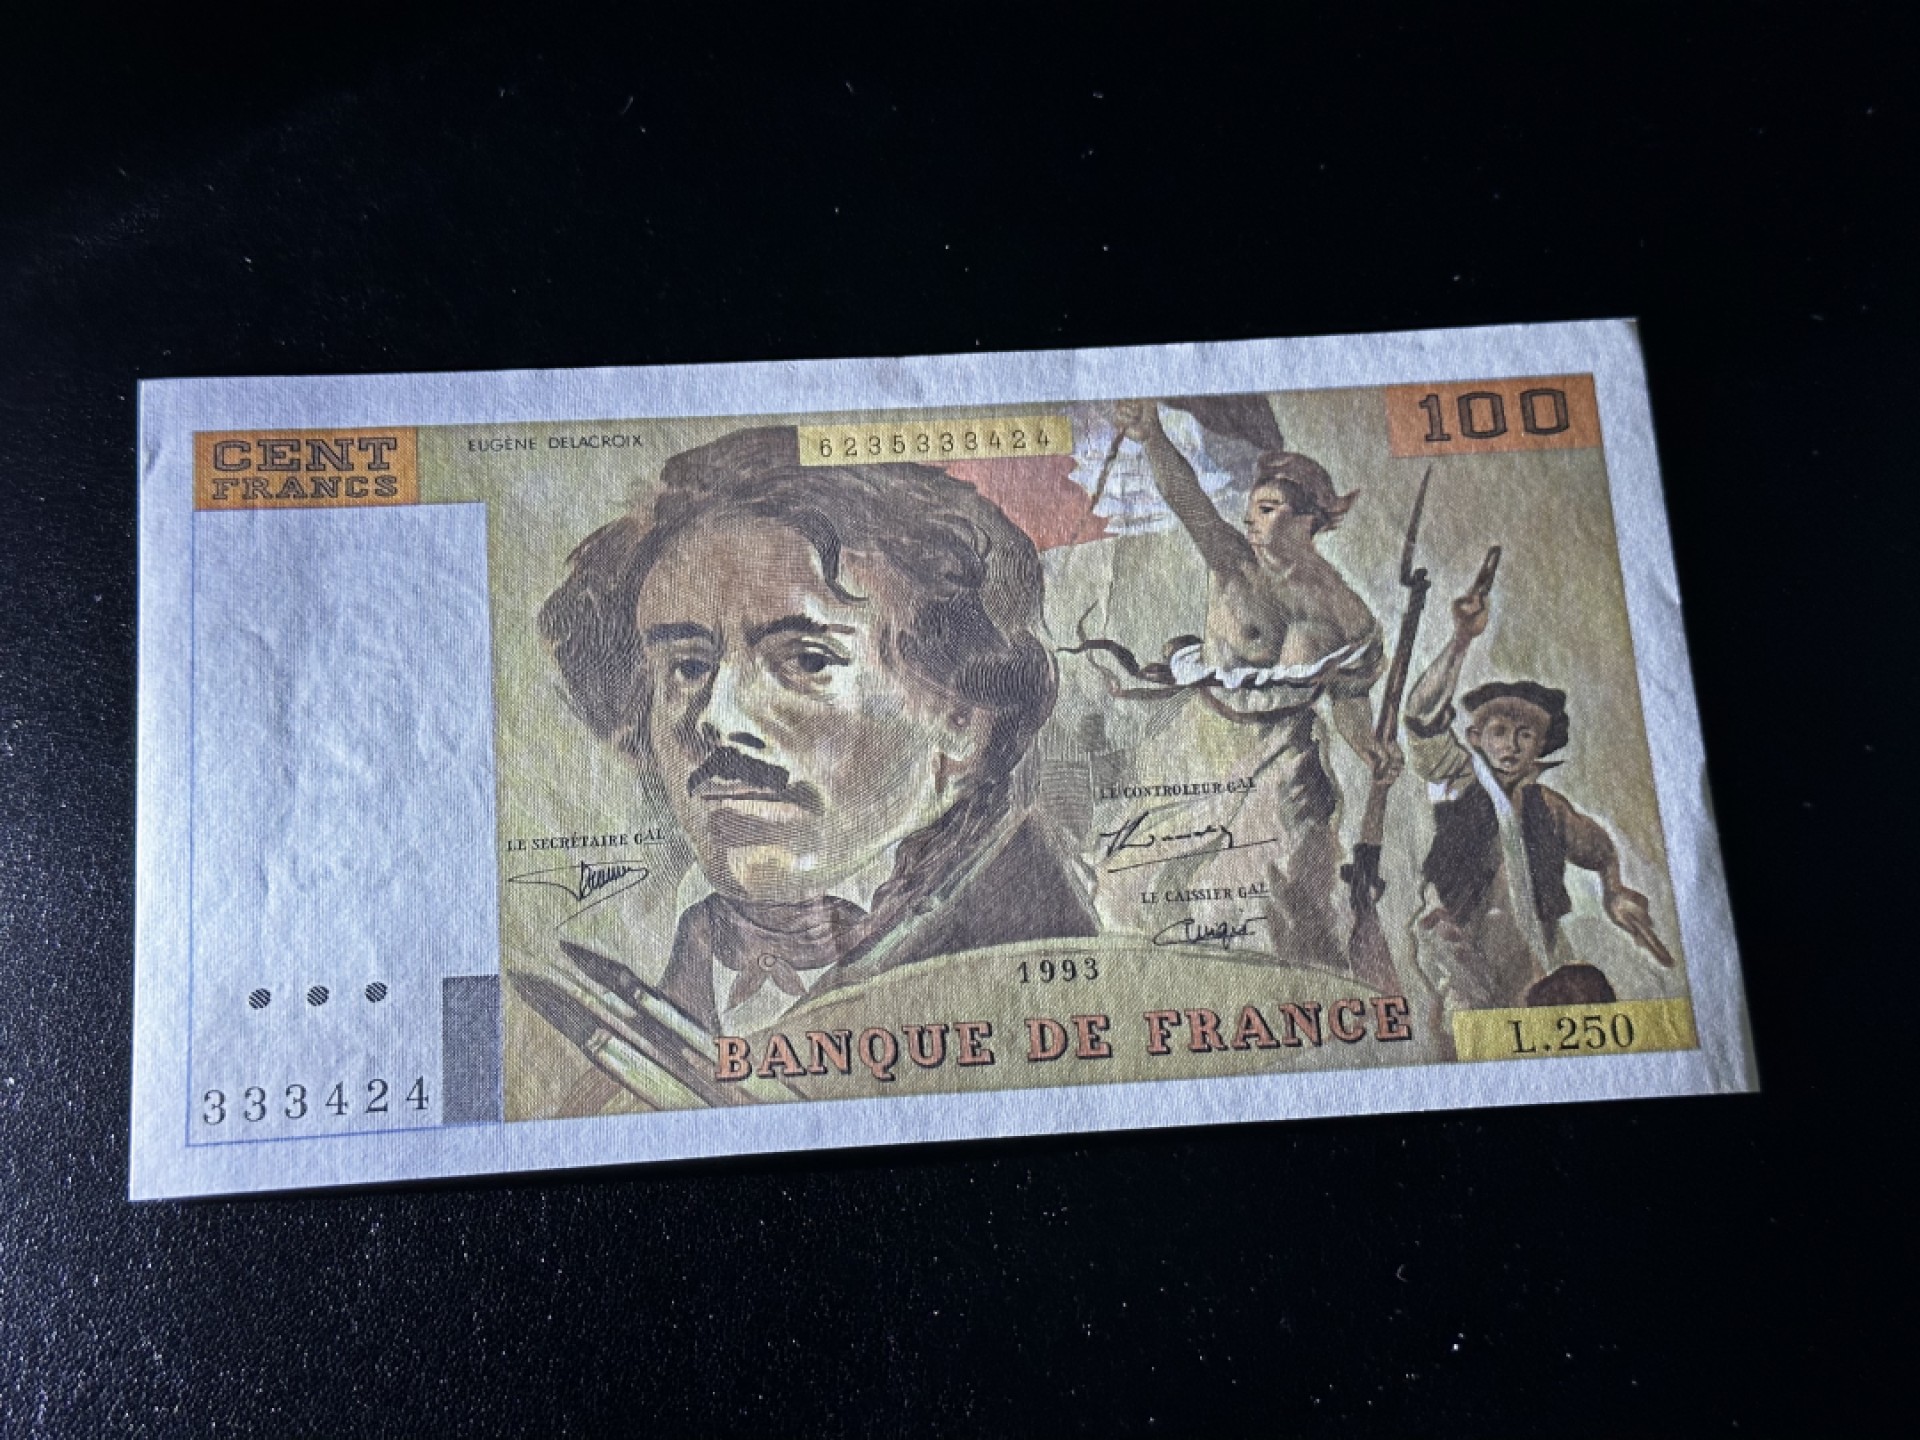 CENT
FRANCS
EUGÈNE DELACROIX
6235333424
100
LE SECRÉTAIRE GAL
LE CONTROLEUR GAL
LE CAISSIER GAL
1993
BANQUE DE FRANCE
L.250
333424